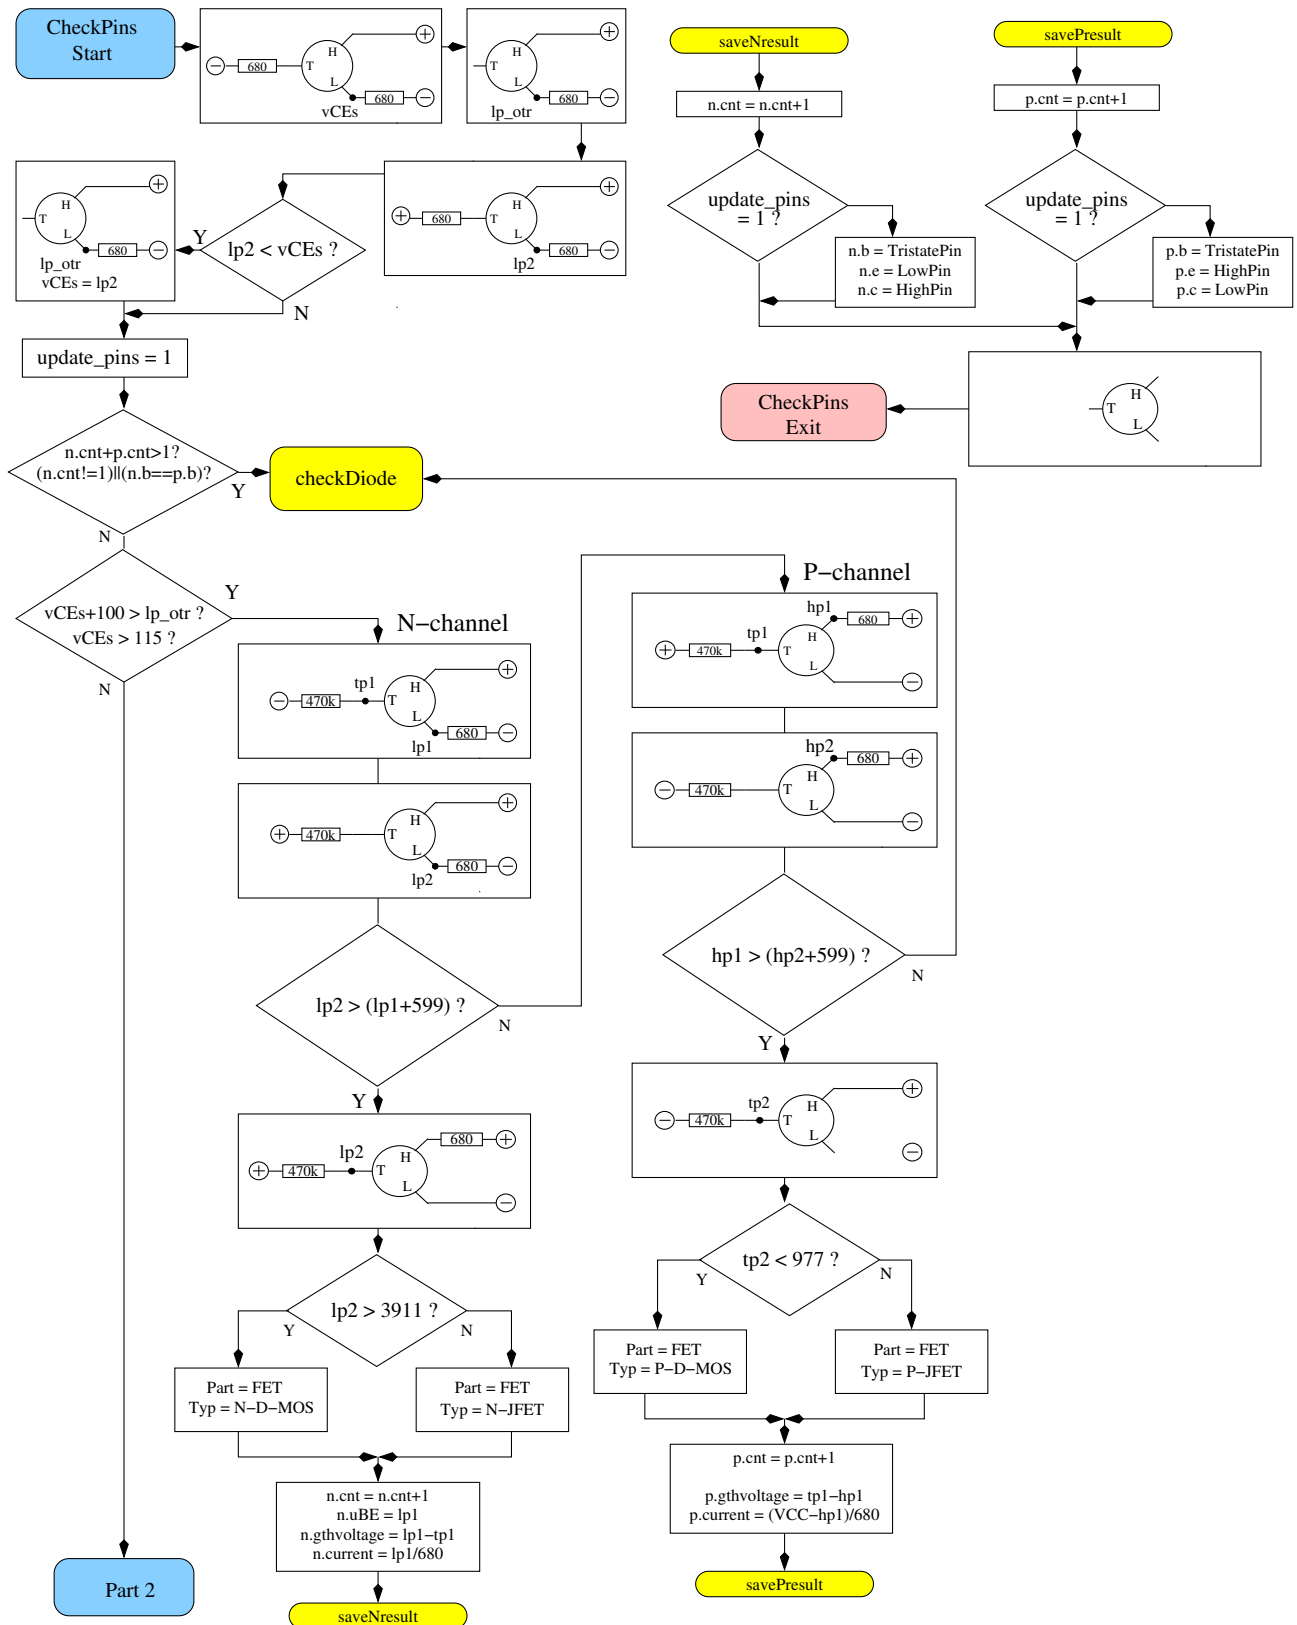 CheckPins
Start
680
T
H
L
680
vCEs
H
L
680
lp_otr
saveNresult
n.cnt = n.cnt+1
update_pins
= 1 ?
n.b = TristatePin
n.e = LowPin
n.c = HighPin
savePresult
p.cnt = p.cnt+1
update_pins
= 1 ?
p.b = TristatePin
p.e = HighPin
p.c = LowPin
T
H
L
680
lp_otr
vCEs = lp2
Y
lp2 < vCEs ?
N
680
T
H
L
680
lp2
update_pins = 1
CheckPins
Exit
T
H
L
n.cnt+p.cnt>1?
(n.cnt!=1)||(n.b==p.b)?
Y
N
checkDiode
vCEs+100 > lp_otr ?
vCEs > 115 ?
Y
N
N−channel
470k
tp1
T
H
L
680
lp1
470k
T
H
L
680
lp2
lp2 > (lp1+599) ?
N
Y
470k
lp2
T
H
L
680
lp2 > 3911 ?
Y
N
Part = FET
Typ = N−D−MOS
Part = FET
Typ = N−JFET
n.cnt = n.cnt+1
n.uBE = lp1
n.gthvoltage = lp1−tp1
n.current = lp1/680
saveNresult
P−channel
hp1
680
tp1
470k
T
H
L
hp2
680
470k
T
H
L
hp1 > (hp2+599) ?
N
Y
tp2
470k
T
H
L
tp2 < 977 ?
Y
N
Part = FET
Typ = P−D−MOS
Part = FET
Typ = P−JFET
p.cnt = p.cnt+1
p.gthvoltage = tp1−hp1
p.current = (VCC−hp1)/680
savePresult
Part 2